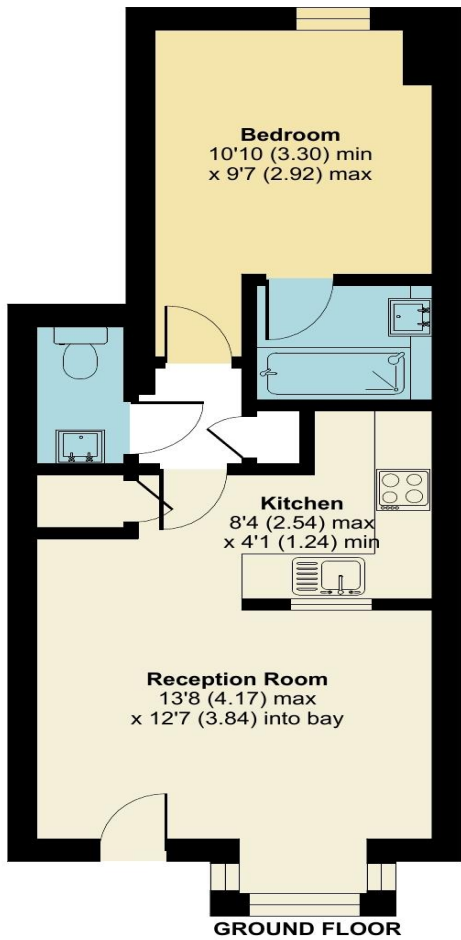 Bedroom
10'10 (3.30) min
x 9'7 (2.92) max
Kitchen
8'4 (2.54) max
x 4'1 (1.24) min
Reception Room
13'8 (4.17) max
x 12'7 (3.84) into bay
GROUND FLOOR